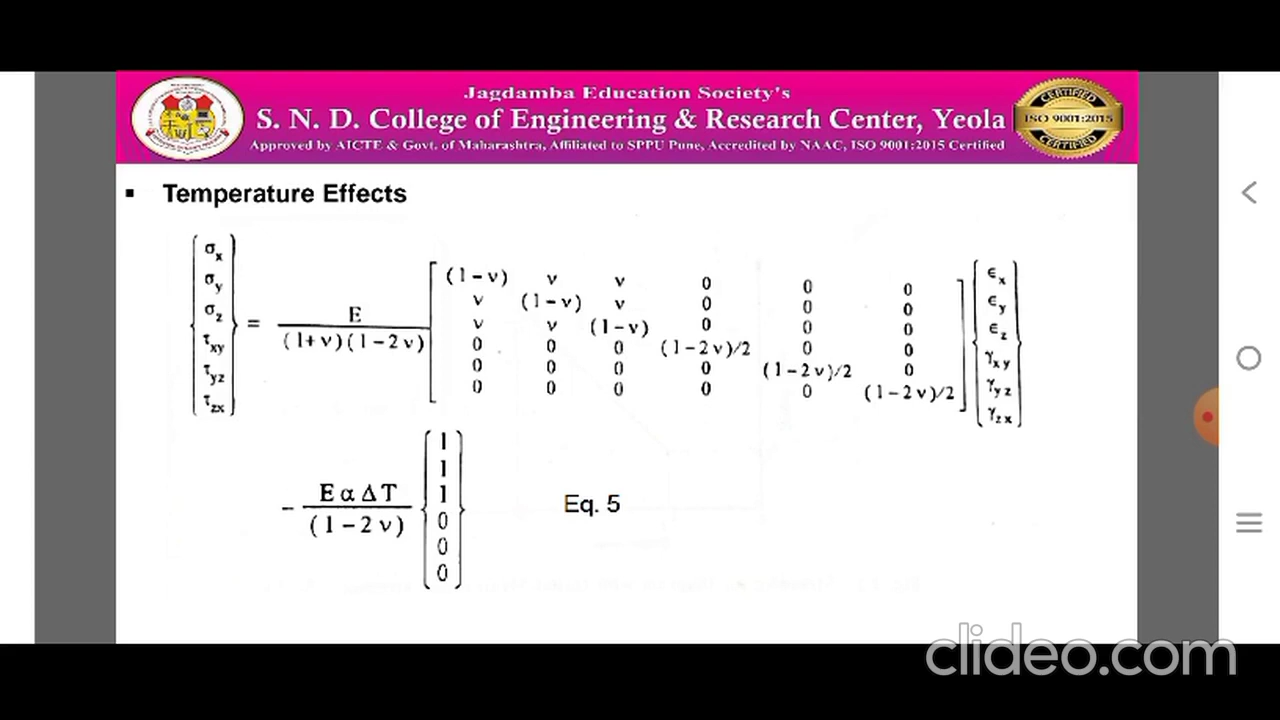 Jagdamba Education Society's
S. N. D. College of Engineering & Research Center, Yeola
Approved by AICTE & Govt. of Maharashtra, Affiliated to SPPU Pune, Accredited by NAAC, ISO 9001:2015 Certified
CERTIFIED
ISO 9001:2015
CERTIFIED
▪ Temperature Effects
{σx σy σz τxy τyz τzx} = E / (1+ν)(1−2ν)
[(1−ν) ν ν 0 0 0
ν (1−ν) ν 0 0 0
ν ν (1−ν) 0 0 0
0 0 0 (1−2ν)/2 0 0
0 0 0 0 (1−2ν)/2 0
0 0 0 0 0 (1−2ν)/2]
{ϵx ϵy ϵz γxy γyz γzx}
− E α Δ T / (1−2ν) {1 1 1 0 0 0} Eq. 5
clideo.com